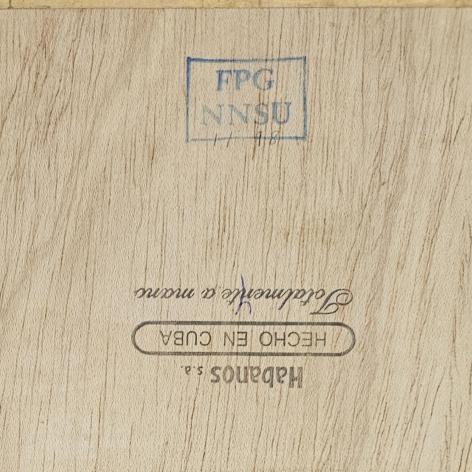 FPG
NNSU
Habanos s.a.
HECHO EN CUBA
Totalmente a mano